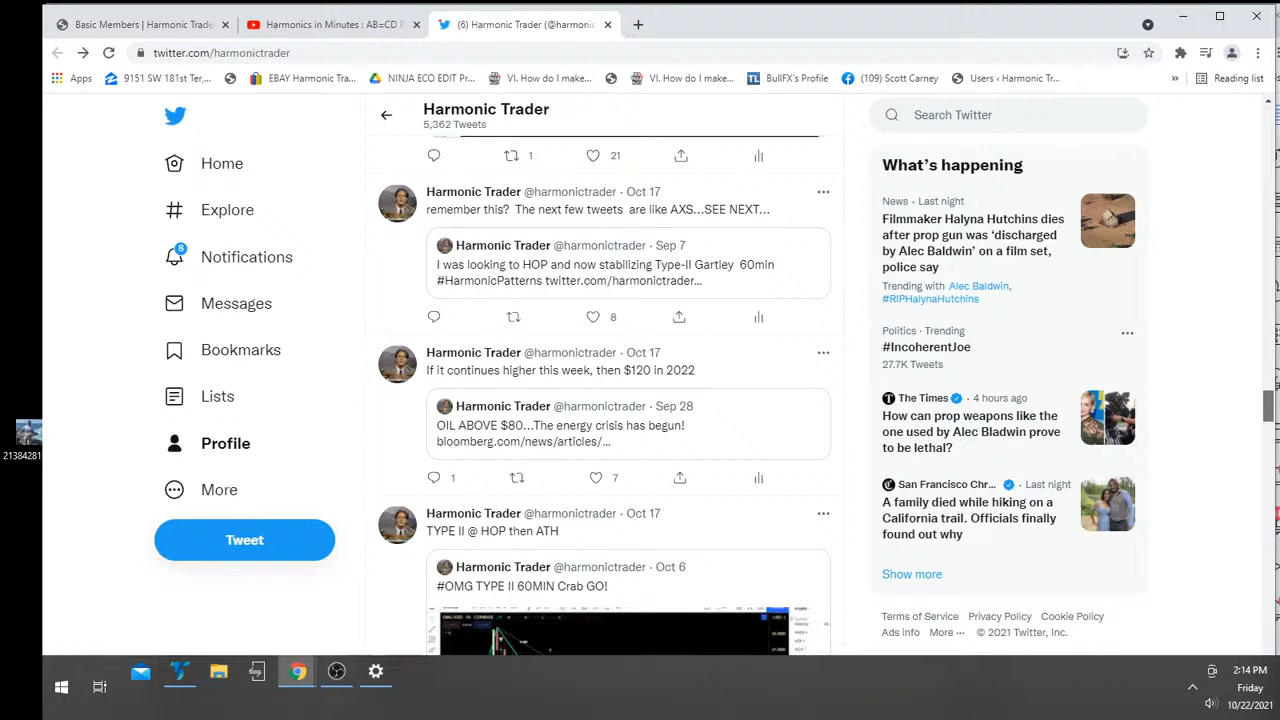 Basic Members | Harmonic Trade
Harmonics in Minutes : AB=CD P
(6) Harmonic Trader (@harmonic
twitter.com/harmonictrader
Apps
9151 SW 181st Ter,...
EBAY Harmonic Tra...
NINJA ECO EDIT Pr...
VI. How do I make...
VI. How do I make...
BullFX's Profile
(109) Scott Carney
Users ‹ Harmonic Tr...
»
Reading list
Home
Explore
8
Notifications
Messages
Bookmarks
Lists
Profile
More
Tweet
21384281
Harmonic Trader
5,362 Tweets
1
21
Harmonic Trader @harmonictrader · Oct 17
remember this? The next few tweets are like AXS...SEE NEXT...
Harmonic Trader @harmonictrader · Sep 7
I was looking to HOP and now stabilizing Type-II Gartley 60min
#HarmonicPatterns twitter.com/harmonictrader...
8
Harmonic Trader @harmonictrader · Oct 17
If it continues higher this week, then $120 in 2022
Harmonic Trader @harmonictrader · Sep 28
OIL ABOVE $80...The energy crisis has begun!
bloomberg.com/news/articles/...
1
7
Harmonic Trader @harmonictrader · Oct 17
TYPE II @ HOP then ATH
Harmonic Trader @harmonictrader · Oct 6
#OMG TYPE II 60MIN Crab GO!
Search Twitter
What's happening
News · Last night
Filmmaker Halyna Hutchins dies
after prop gun was ‘discharged
by Alec Baldwin’ on a film set,
police say
Trending with Alec Baldwin,
#RIPHalynaHutchins
Politics · Trending
#IncoherentJoe
27.7K Tweets
The Times · 4 hours ago
How can prop weapons like the
one used by Alec Bladwin prove
to be lethal?
San Francisco Chr... · Last night
A family died while hiking on a
California trail. Officials finally
found out why
Show more
Terms of Service Privacy Policy Cookie Policy
Ads info More ··· © 2021 Twitter, Inc.
2:14 PM
Friday
10/22/2021